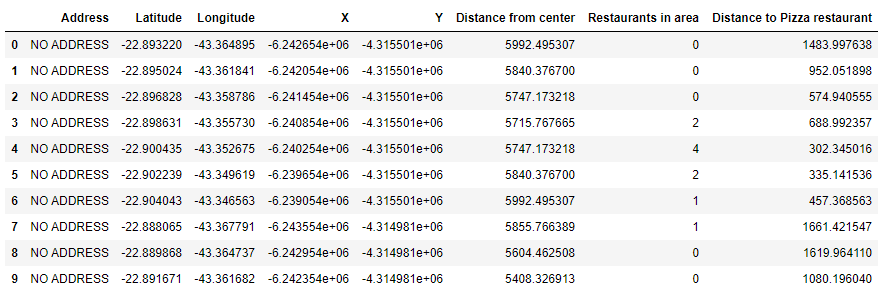 Address Latitude Longitude X Y Distance from center Restaurants in area Distance to Pizza restaurant
0 NO ADDRESS -22.893220 -43.364895 -6.242654e+06 -4.315501e+06 5992.495307 0 1483.997638
1 NO ADDRESS -22.895024 -43.361841 -6.242054e+06 -4.315501e+06 5840.376700 0 952.051898
2 NO ADDRESS -22.896828 -43.358786 -6.241454e+06 -4.315501e+06 5747.173218 0 574.940555
3 NO ADDRESS -22.898631 -43.355730 -6.240854e+06 -4.315501e+06 5715.767665 2 688.992357
4 NO ADDRESS -22.900435 -43.352675 -6.240254e+06 -4.315501e+06 5747.173218 4 302.345016
5 NO ADDRESS -22.902239 -43.349619 -6.239654e+06 -4.315501e+06 5840.376700 2 335.141536
6 NO ADDRESS -22.904043 -43.346563 -6.239054e+06 -4.315501e+06 5992.495307 1 457.368563
7 NO ADDRESS -22.888065 -43.367791 -6.243554e+06 -4.314981e+06 5855.766389 1 1661.421547
8 NO ADDRESS -22.889868 -43.364737 -6.242954e+06 -4.314981e+06 5604.462508 0 1619.964110
9 NO ADDRESS -22.891671 -43.361682 -6.242354e+06 -4.314981e+06 5408.326913 0 1080.196040